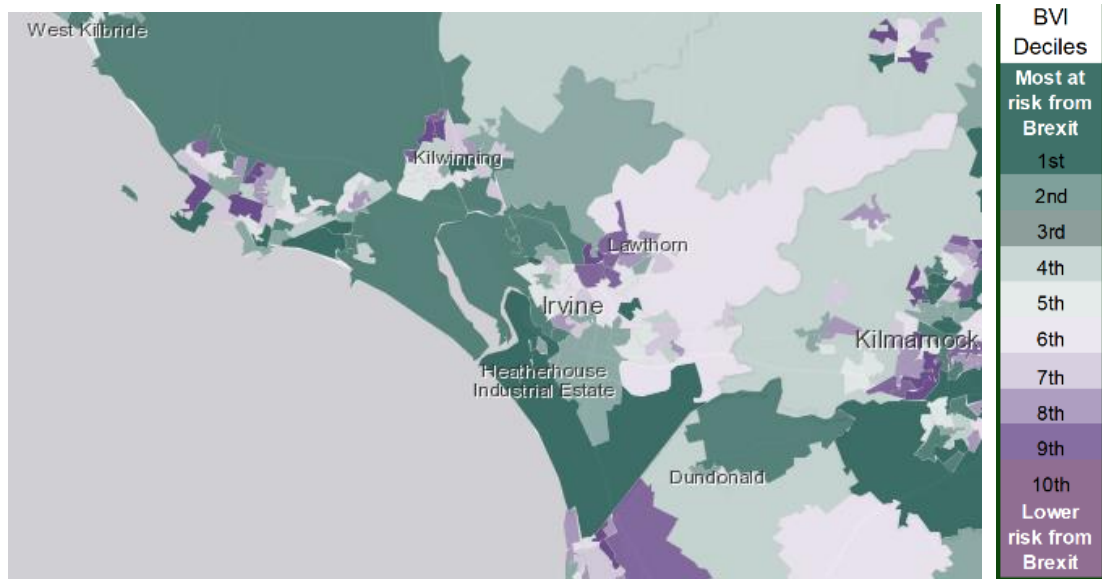 West Kilbride
Kilwinning
Lawthorn
Irvine
Kilmarnock
Heatherhouse
Industrial Estate
Dundonald
BVI
Deciles
Most at
risk from
Brexit
1st
2nd
3rd
4th
5th
6th
7th
8th
9th
10th
Lower
risk from
Brexit